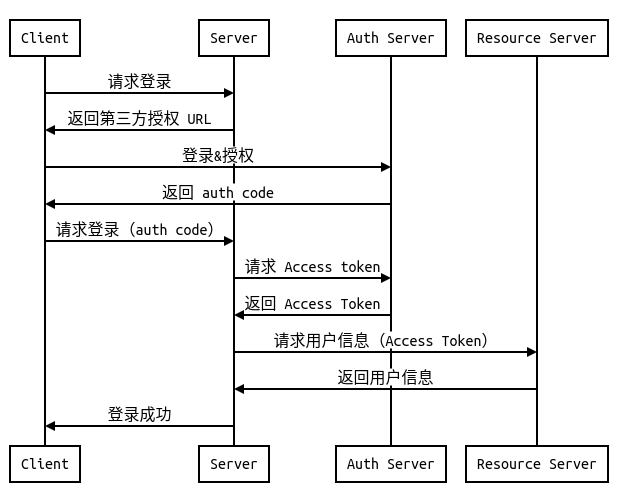 Client Server Auth Server Resource Server
请求登录
返回第三方授权 URL
登录&授权
返回 auth code
请求登录（auth code）
请求 Access token
返回 Access Token
请求用户信息（Access Token）
返回用户信息
登录成功
Client Server Auth Server Resource Server